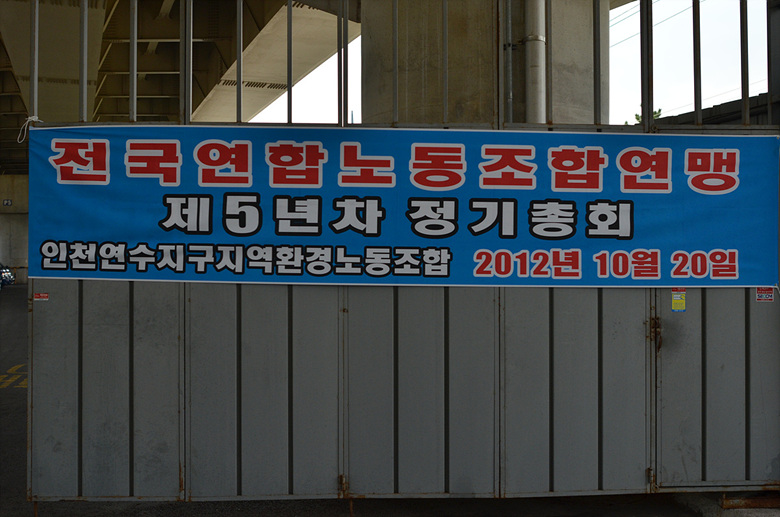 전국연합노동조합연맹
제5년차 정기총회
인천연수지구지역환경노동조합 2012년 10월 20일